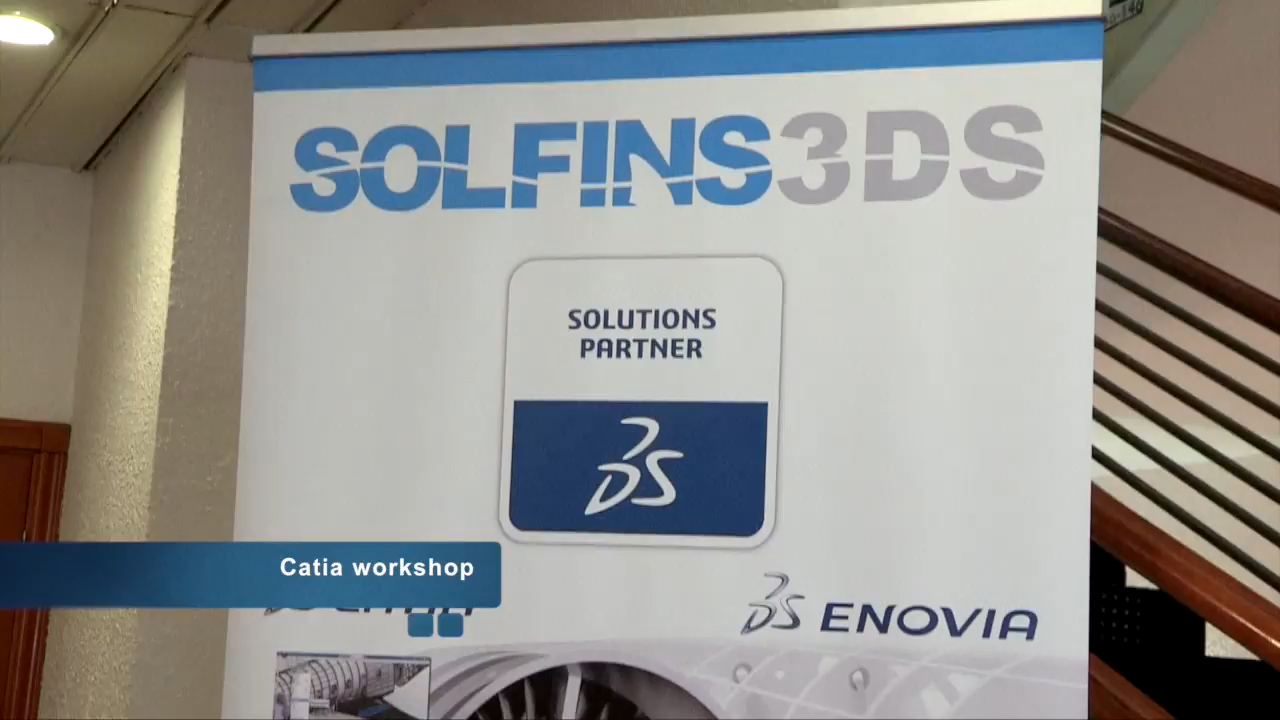 SOLFINS3DS
SOLUTIONS
PARTNER
Catia workshop
ENOVIA